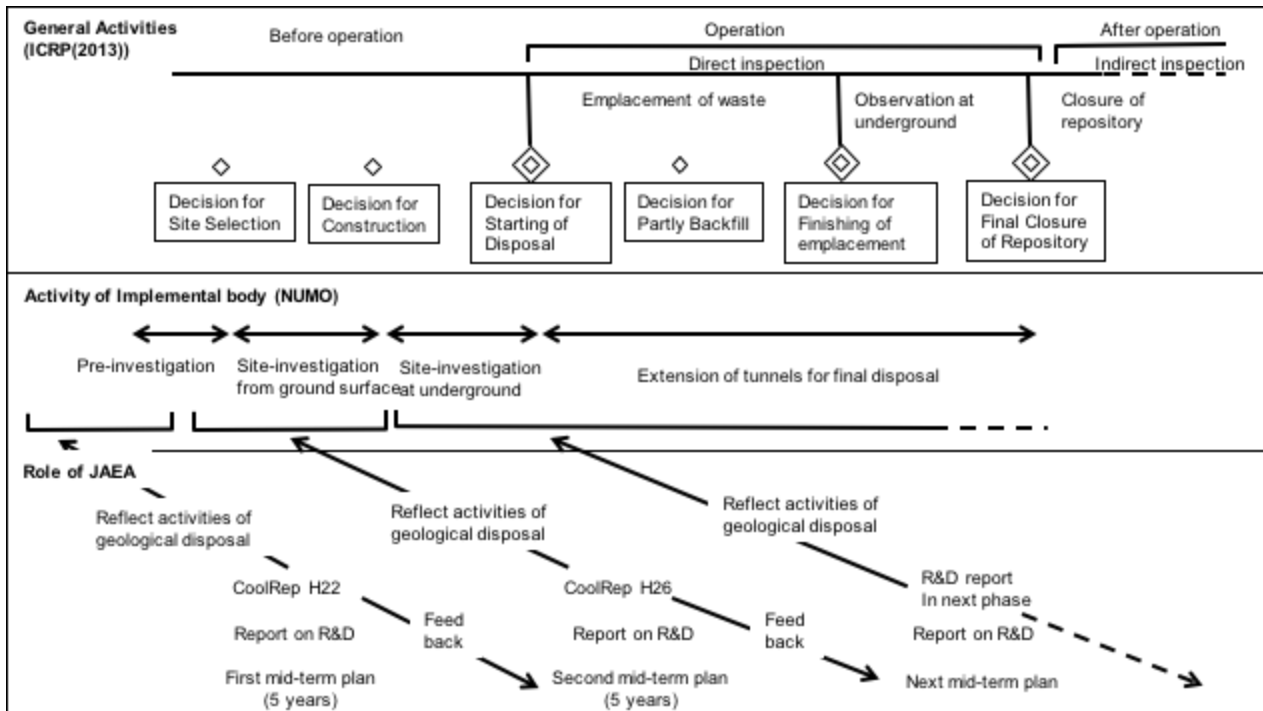 General Activities
(ICRP(2013))
Before operation
Operation
After operation
Direct inspection
Indirect inspection
Emplacement of waste
Observation at
underground
Closure of
repository
Decision for
Site Selection
Decision for
Construction
Decision for
Starting of
Disposal
Decision for
Partly Backfill
Decision for
Finishing of
emplacement
Decision for
Final Closure
of Repository
Activity of Implemental body (NUMO)
Pre-investigation
Site-investigation
from ground surface
Site-investigation
at underground
Extension of tunnels for final disposal
Role of JAEA
Reflect activities of
geological disposal
Reflect activities of
geological disposal
Reflect activities of
geological disposal
CoolRep H22
Report on R&D
First mid-term plan
(5 years)
Feed
back
CoolRep H26
Report on R&D
Second mid-term plan
(5 years)
Feed
back
R&D report
In next phase
Report on R&D
Next mid-term plan